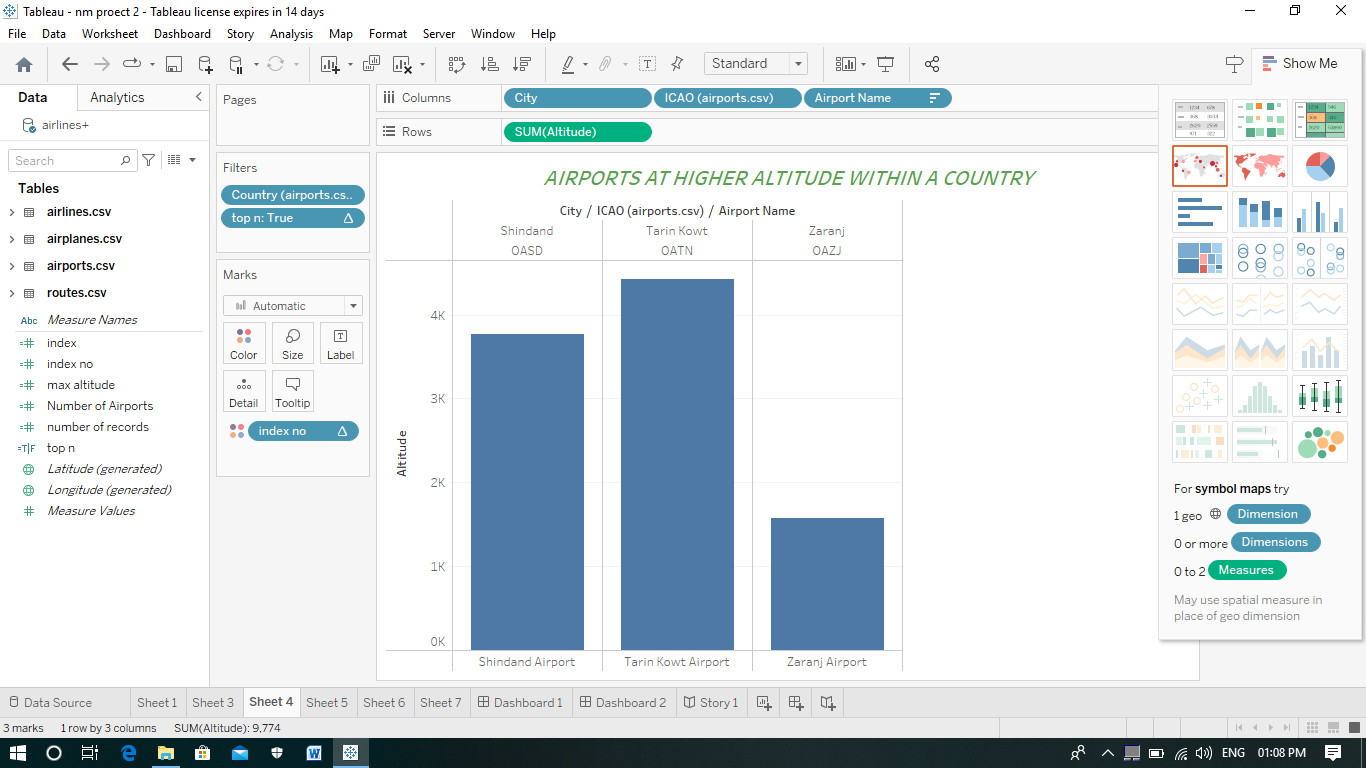 Tableau - nm proect 2 - Tableau license expires in 14 days
File Data Worksheet Dashboard Story Analysis Map Format Server Window Help
Standard
Show Me
Data Analytics
airlines+
Search
Tables
airlines.csv
airplanes.csv
airports.csv
routes.csv
Abc Measure Names
index
index no
max altitude
Number of Airports
number of records
T|F top n
Latitude (generated)
Longitude (generated)
Measure Values
Pages
Filters
Country (airports.cs..
top n: True
Marks
Automatic
Color Size Label
Detail Tooltip
index no
Columns City ICAO (airports.csv) Airport Name
Rows SUM(Altitude)
AIRPORTS AT HIGHER ALTITUDE WITHIN A COUNTRY
City / ICAO (airports.csv) / Airport Name
Shindand Tarin Kowt Zaranj
OASD OATN OAZJ
4K
3K
2K
1K
0K
Altitude
Shindand Airport Tarin Kowt Airport Zaranj Airport
For symbol maps try
1 geo Dimension
0 or more Dimensions
0 to 2 Measures
May use spatial measure in
place of geo dimension
Data Source Sheet 1 Sheet 3 Sheet 4 Sheet 5 Sheet 6 Sheet 7 Dashboard 1 Dashboard 2 Story 1
3 marks 1 row by 3 columns SUM(Altitude): 9,774
ENG 01:08 PM